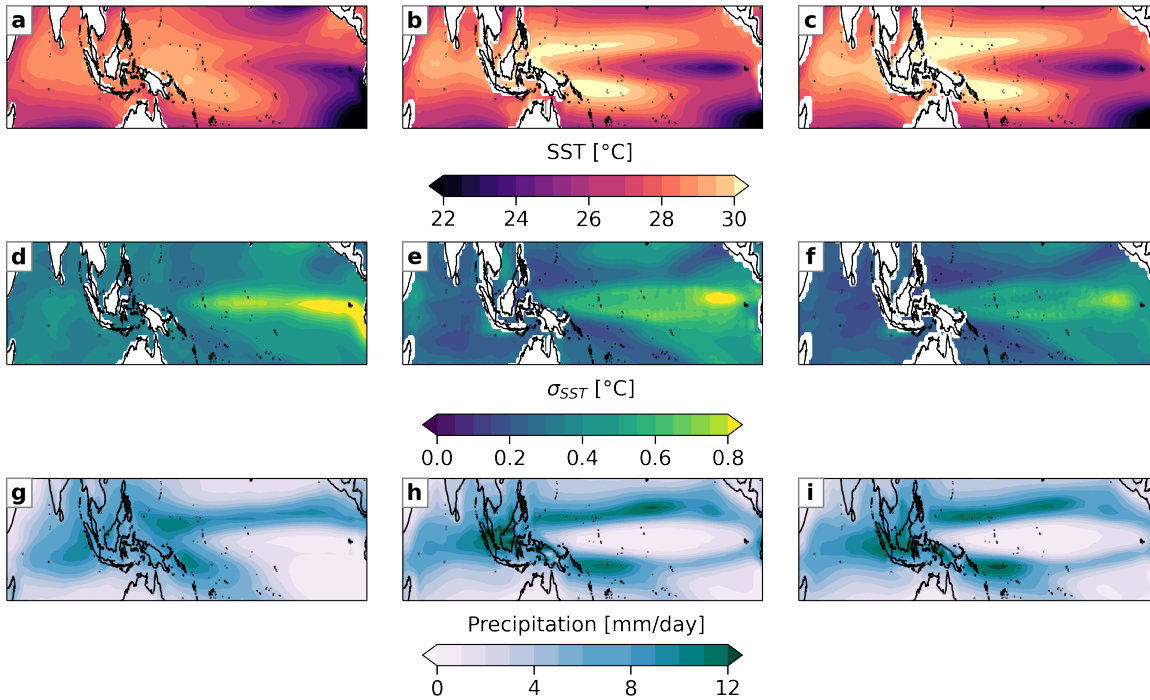 a b c
SST [°C]
22 24 26 28 30
d e f
σSST [°C]
0.0 0.2 0.4 0.6 0.8
g h i
Precipitation [mm/day]
0 4 8 12